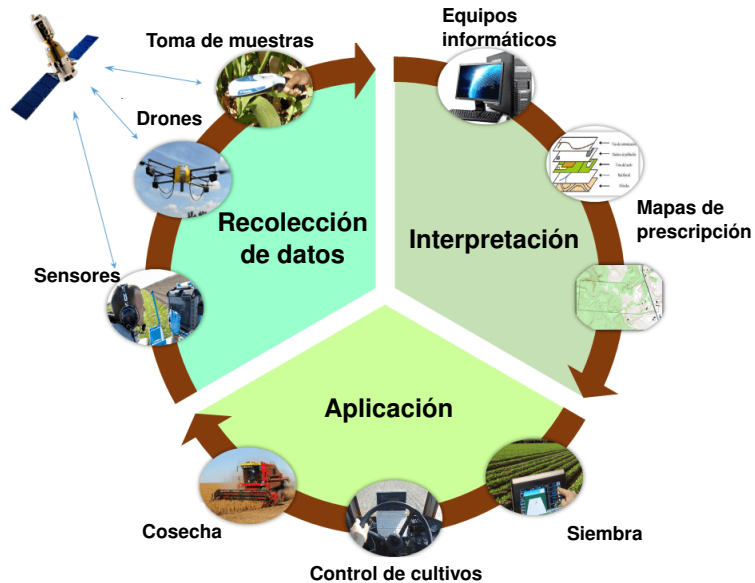 Toma de muestras
Drones
Sensores
Recolección
de datos
Equipos
informáticos
Mapas de
prescripción
Interpretación
Aplicación
Siembra
Control de cultivos
Cosecha